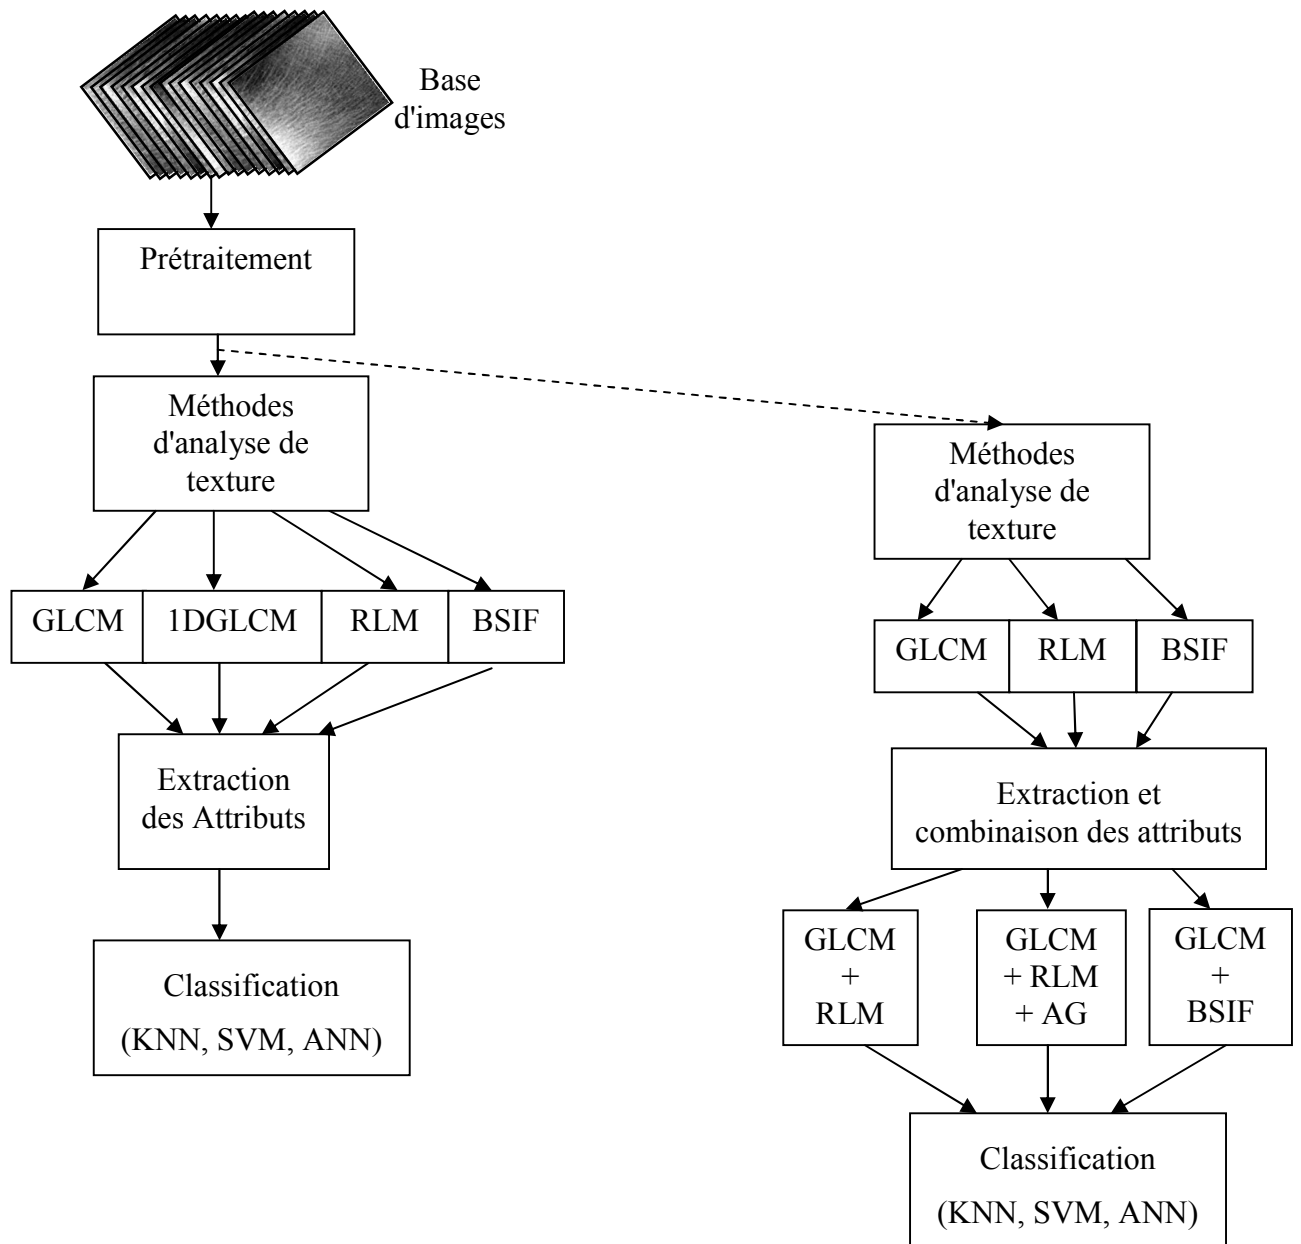 Base
d'images
Prétraitement
Méthodes
d'analyse de
texture
GLCM
1DGLCM
RLM
BSIF
Extraction
des Attributs
Classification
(KNN, SVM, ANN)
Méthodes
d'analyse de
texture
GLCM
RLM
BSIF
Extraction et
combinaison des attributs
GLCM
+
RLM
GLCM
+ RLM
+ AG
GLCM
+
BSIF
Classification
(KNN, SVM, ANN)